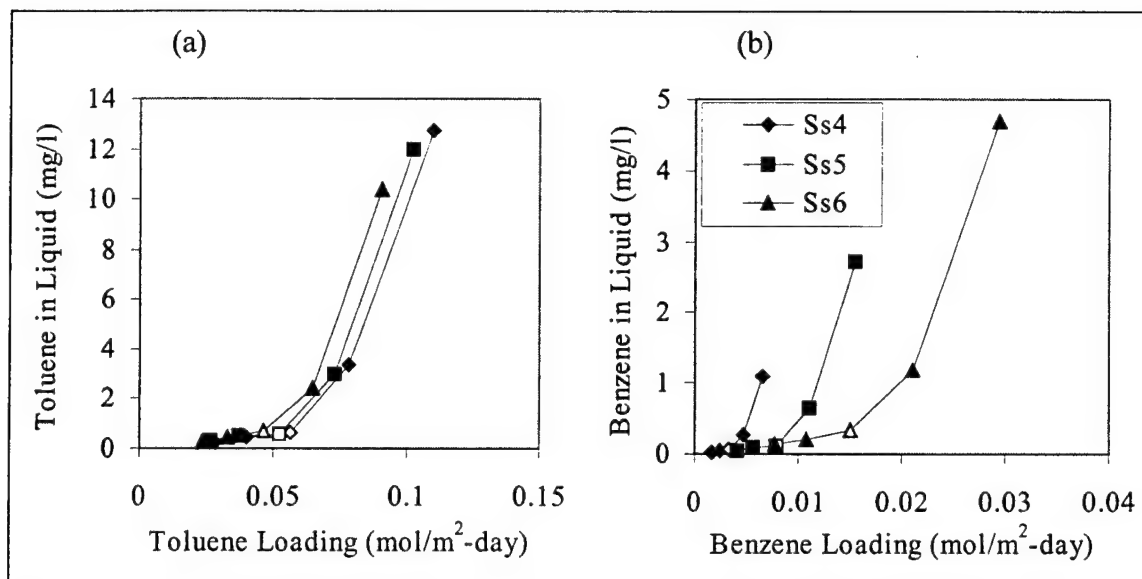 (a)
(b)
Toluene in Liquid (mg/l)
14
12
10
8
6
4
2
0
0
0.05
0.1
0.15
Toluene Loading (mol/m²-day)
Benzene in Liquid (mg/l)
5
4
3
2
1
0
0
0.01
0.02
0.03
0.04
Benzene Loading (mol/m²-day)
Ss4
Ss5
Ss6